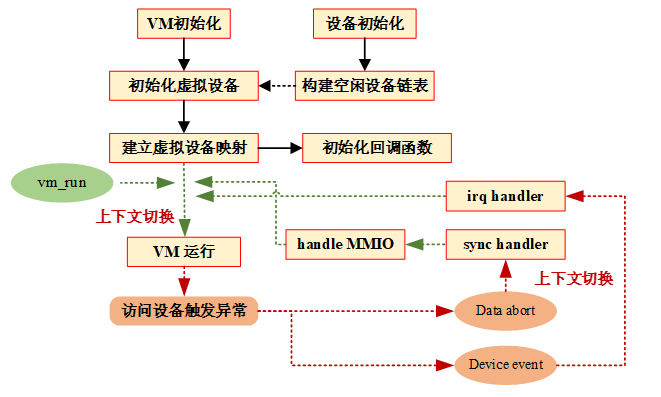 VM初始化
设备初始化
初始化虚拟设备
构建空闲设备链表
建立虚拟设备映射
初始化回调函数
vm_run
irq handler
上下文切换
VM 运行
handle MMIO
sync handler
上下文切换
访问设备触发异常
Data abort
Device event